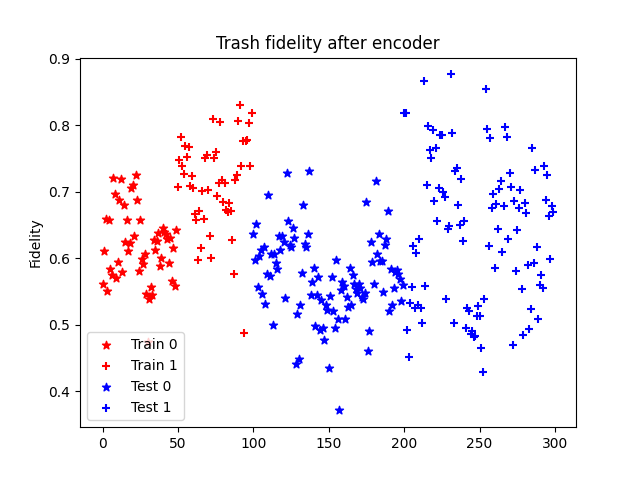 Trash fidelity after encoder
0.9
0.8
0.7
0.6
0.5
0.4
Fidelity
Train 0
Train 1
Test 0
Test 1
0 50 100 150 200 250 300